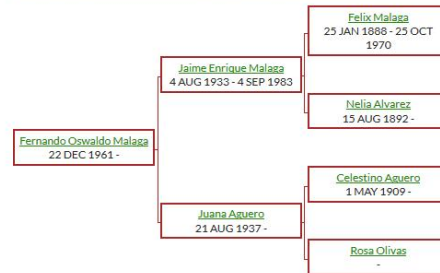 Felix Malaga
25 JAN 1888 - 25 OCT
1970
Jaime Enrique Malaga
4 AUG 1933 - 4 SEP 1983
Nelia Alvarez
15 AUG 1892 -
Fernando Oswaldo Malaga
22 DEC 1961 -
Celestino Aguero
1 MAY 1909 -
Juana Aguero
21 AUG 1937 -
Rosa Olivas
-